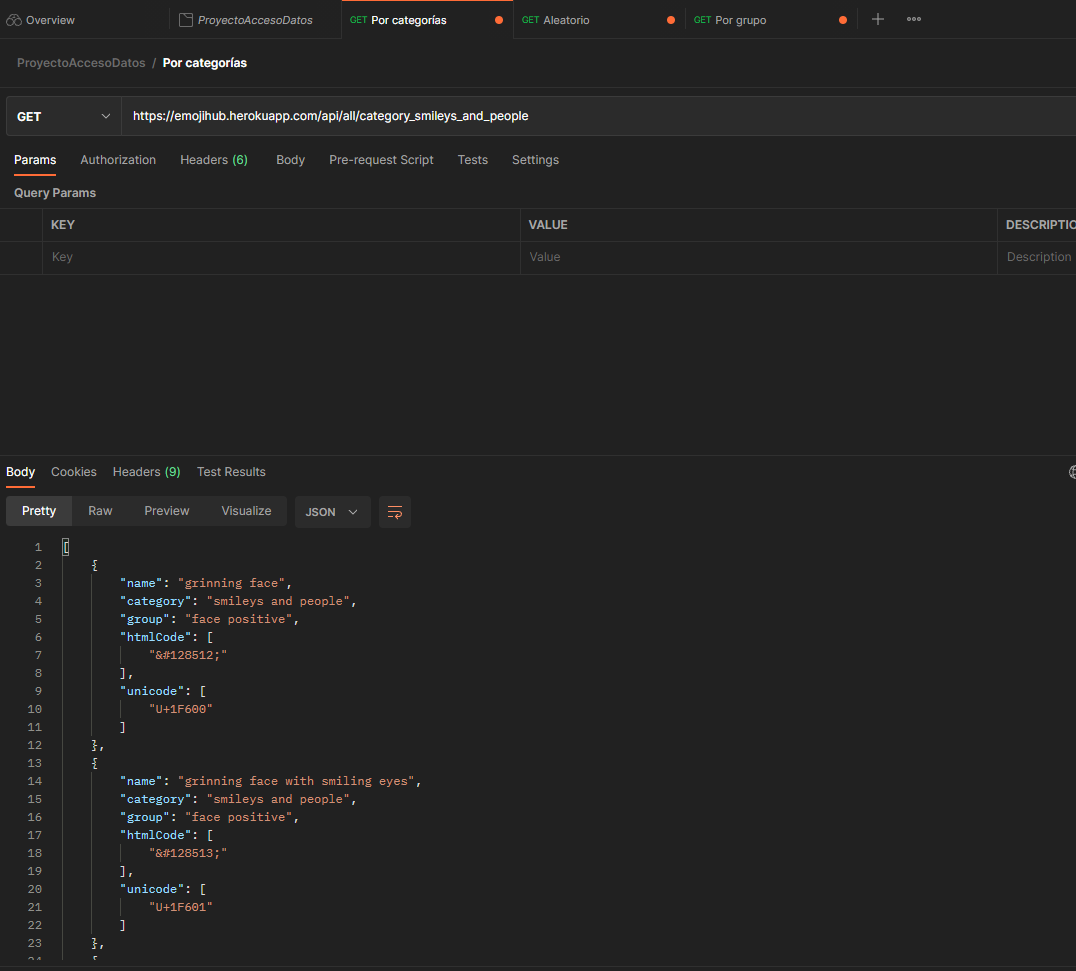 Overview ProyectoAccesoDatos GET Por categorías GET Aleatorio GET Por grupo
ProyectoAccesoDatos / Por categorías
GET https://emojihub.herokuapp.com/api/all/category_smileys_and_people
Params Authorization Headers (6) Body Pre-request Script Tests Settings
Query Params
KEY VALUE DESCRIPTIO
Key Value Description
Body Cookies Headers (9) Test Results
Pretty Raw Preview Visualize JSON
1 [
2 {
3 "name": "grinning face",
4 "category": "smileys and people",
5 "group": "face positive",
6 "htmlCode": [
7 "&#128512;"
8 ],
9 "unicode": [
10 "U+1F600"
11 ]
12 },
13 {
14 "name": "grinning face with smiling eyes",
15 "category": "smileys and people",
16 "group": "face positive",
17 "htmlCode": [
18 "&#128513;"
19 ],
20 "unicode": [
21 "U+1F601"
22 ]
23 },
24 {